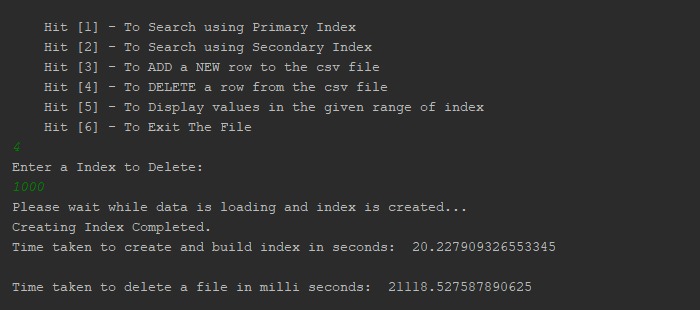 Hit [1] - To Search using Primary Index
Hit [2] - To Search using Secondary Index
Hit [3] - To ADD a NEW row to the csv file
Hit [4] - To DELETE a row from the csv file
Hit [5] - To Display values in the given range of index
Hit [6] - To Exit The File
4
Enter a Index to Delete:
1000
Please wait while data is loading and index is created...
Creating Index Completed.
Time taken to create and build index in seconds:  20.227909326553345
Time taken to delete a file in milli seconds:  21118.527587890625